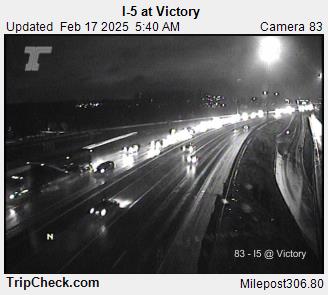 I-5 at Victory
Updated Feb 17 2025 5:40 AM Camera 83
T
N
83 - I5 @ Victory
TripCheck.com Milepost306.80